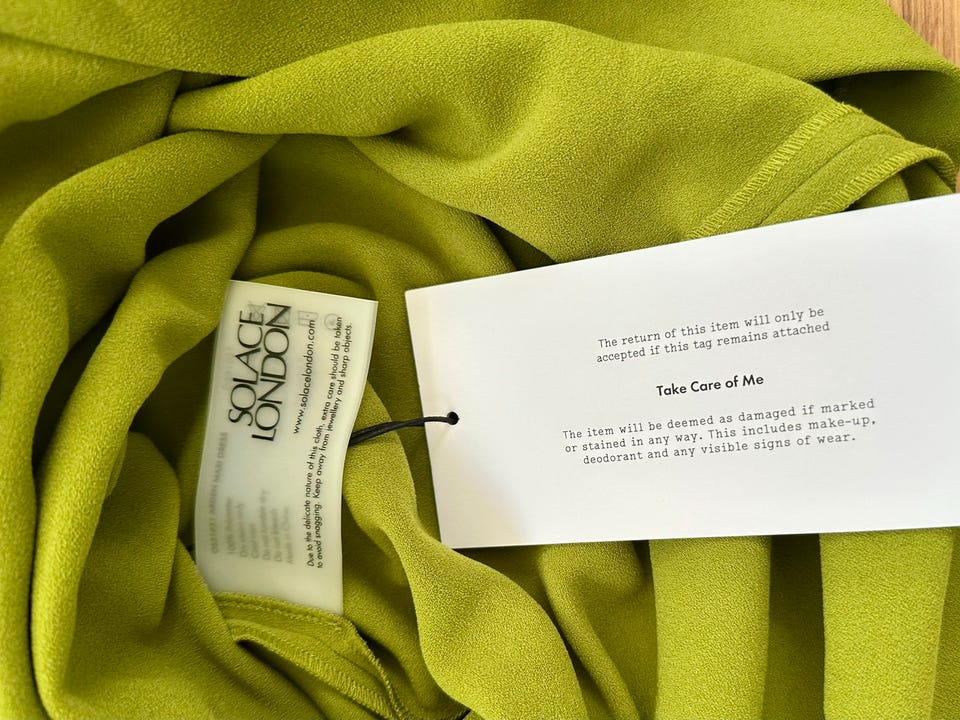 SOLACE
LONDON
www.solacelondon.com
Due to the delicate nature of this cloth, extra care should be taken
to avoid snagging. Keep away from jewellery and sharp objects.
The return of this item will only be
accepted if this tag remains attached
Take Care of Me
The item will be deemed as damaged if marked
or stained in any way. This includes make-up,
deodorant and any visible signs of wear.